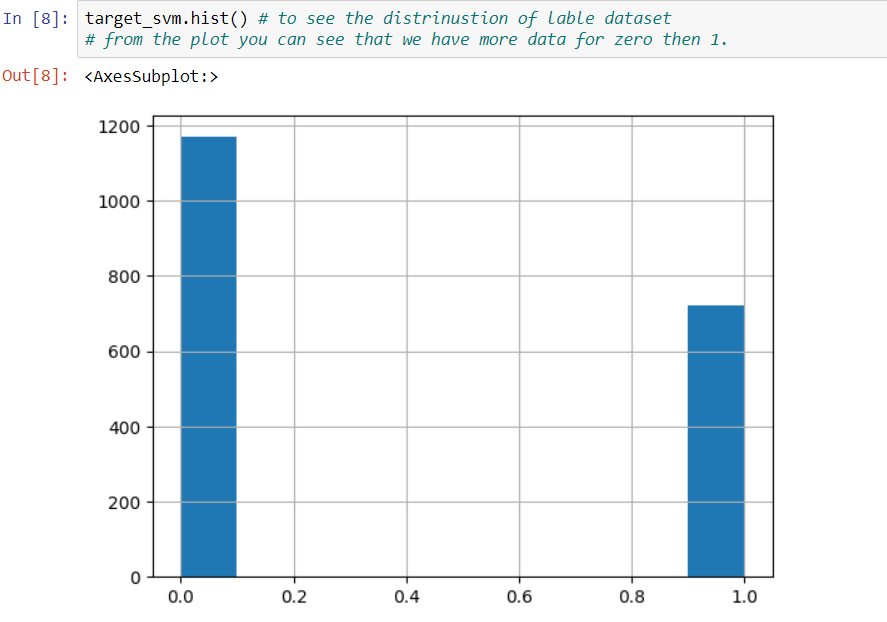 In [8]: target_svm.hist() # to see the distrinustion of lable dataset
# from the plot you can see that we have more data for zero then 1.
Out[8]: <AxesSubplot:>
1200
1000
800
600
400
200
0
0.0 0.2 0.4 0.6 0.8 1.0